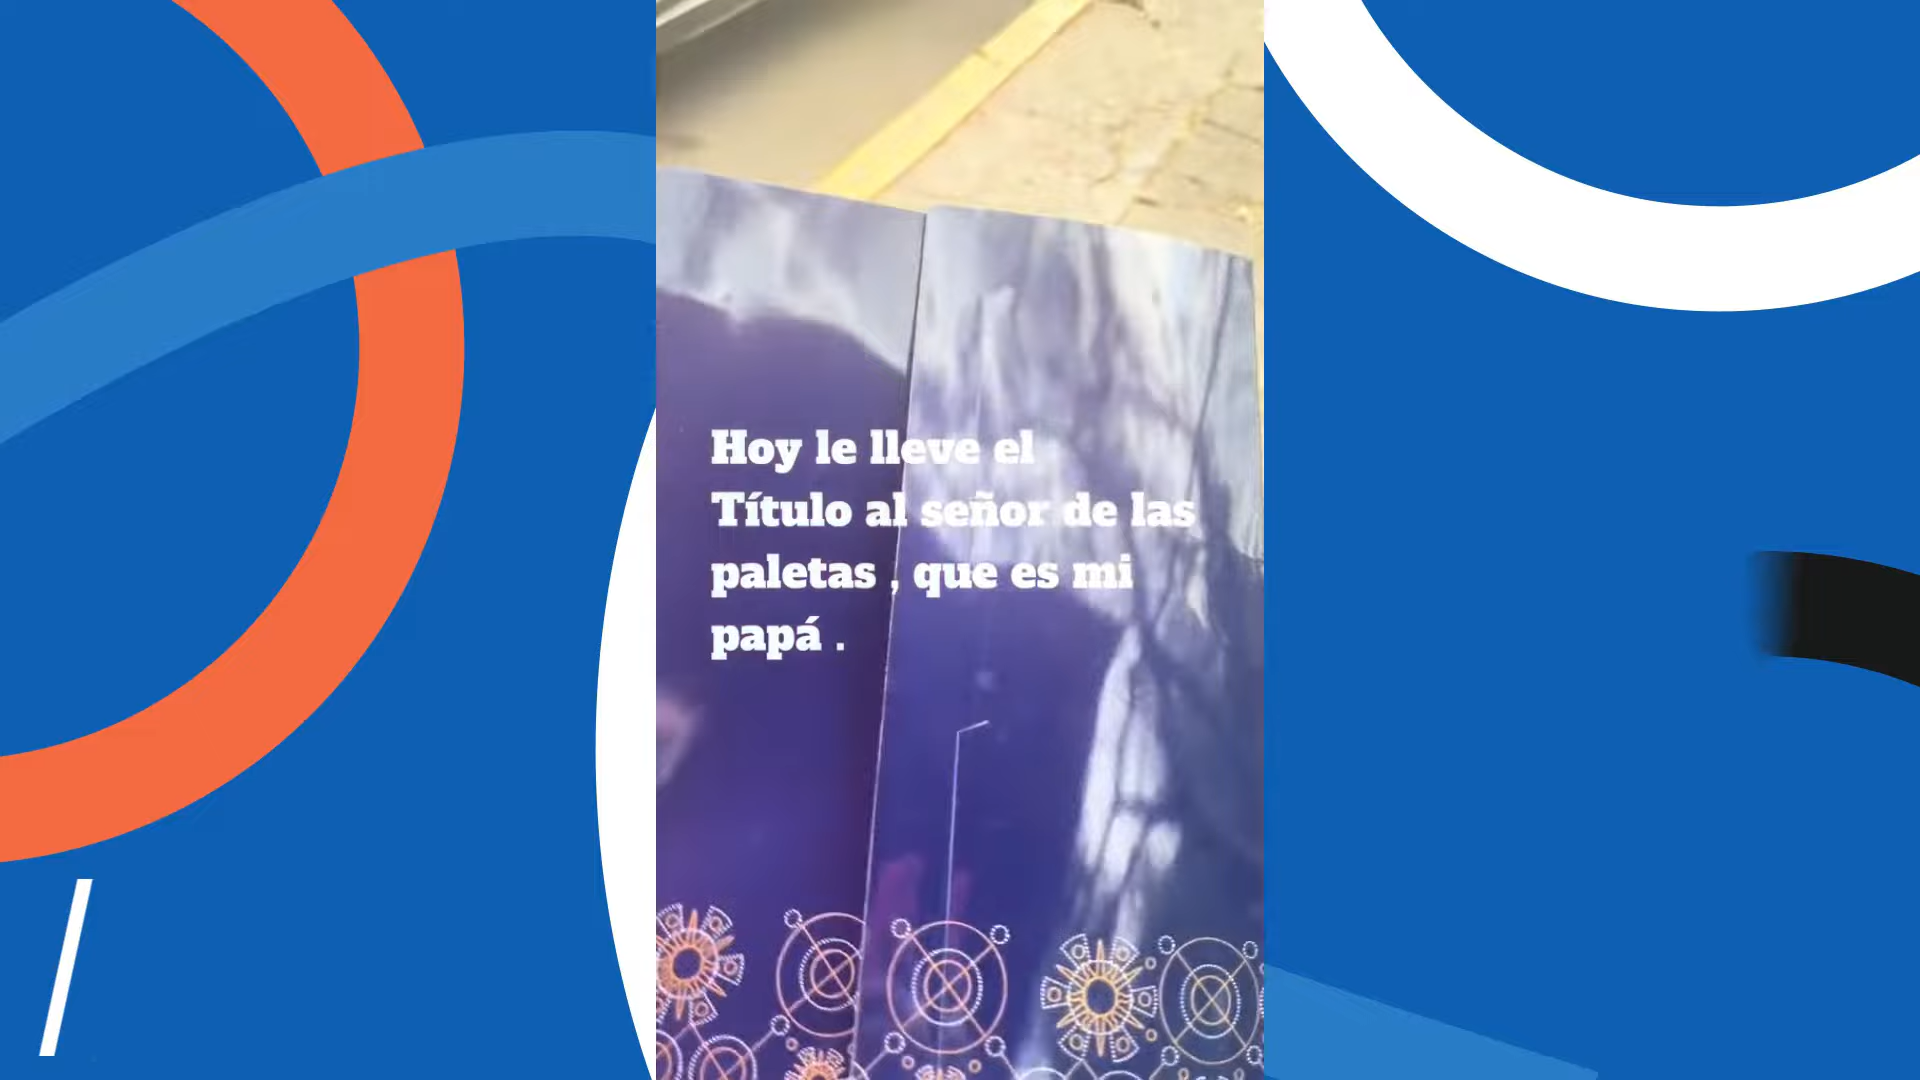 Hoy le lleve el
Título al señor de las
paletas , que es mi
papá .